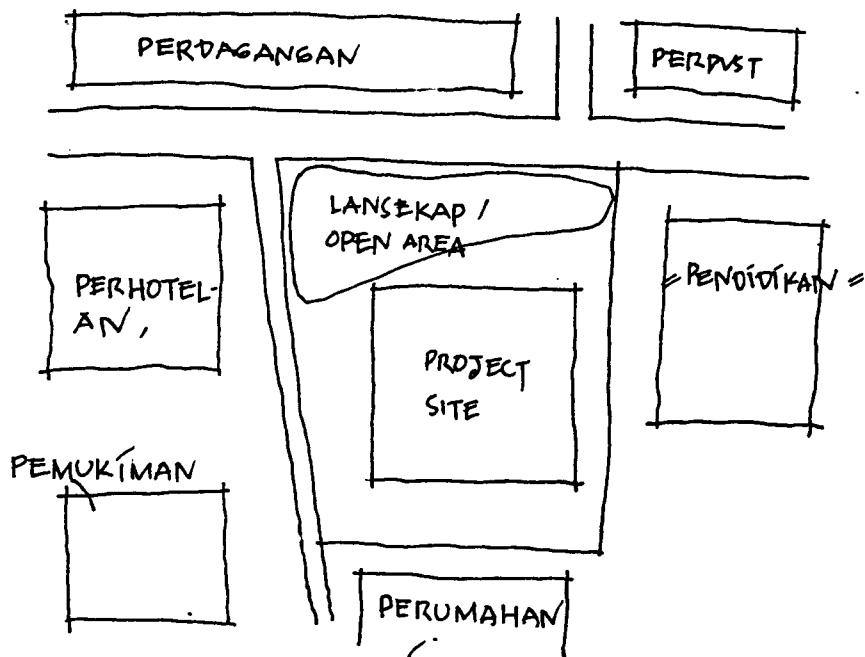 PERDAGANGAN
PERPUST
LANSEKAP /
OPEN AREA
PERHOTEL-
AN,
= PENDIDIKAN =
PROJECT
SITE
PEMUKIMAN
PERUMAHAN